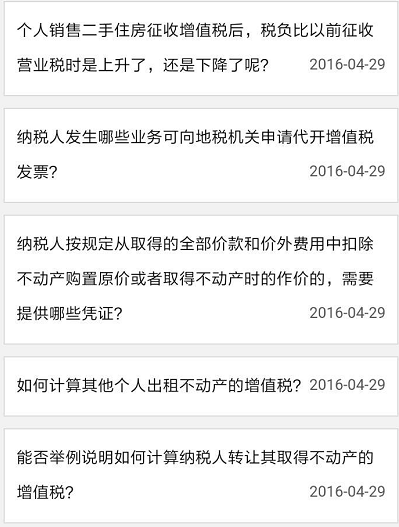 个人销售二手住房征收增值税后，税负比以前征收
营业税时是上升了，还是下降了呢？ 2016-04-29
纳税人发生哪些业务可向地税机关申请代开增值税
发票？ 2016-04-29
纳税人按规定从取得的全部价款和价外费用中扣除
不动产购置原价或者取得不动产时的作价的，需要
提供哪些凭证？ 2016-04-29
如何计算其他个人出租不动产的增值税？ 2016-04-29
能否举例说明如何计算纳税人转让其取得不动产的
增值税？ 2016-04-29